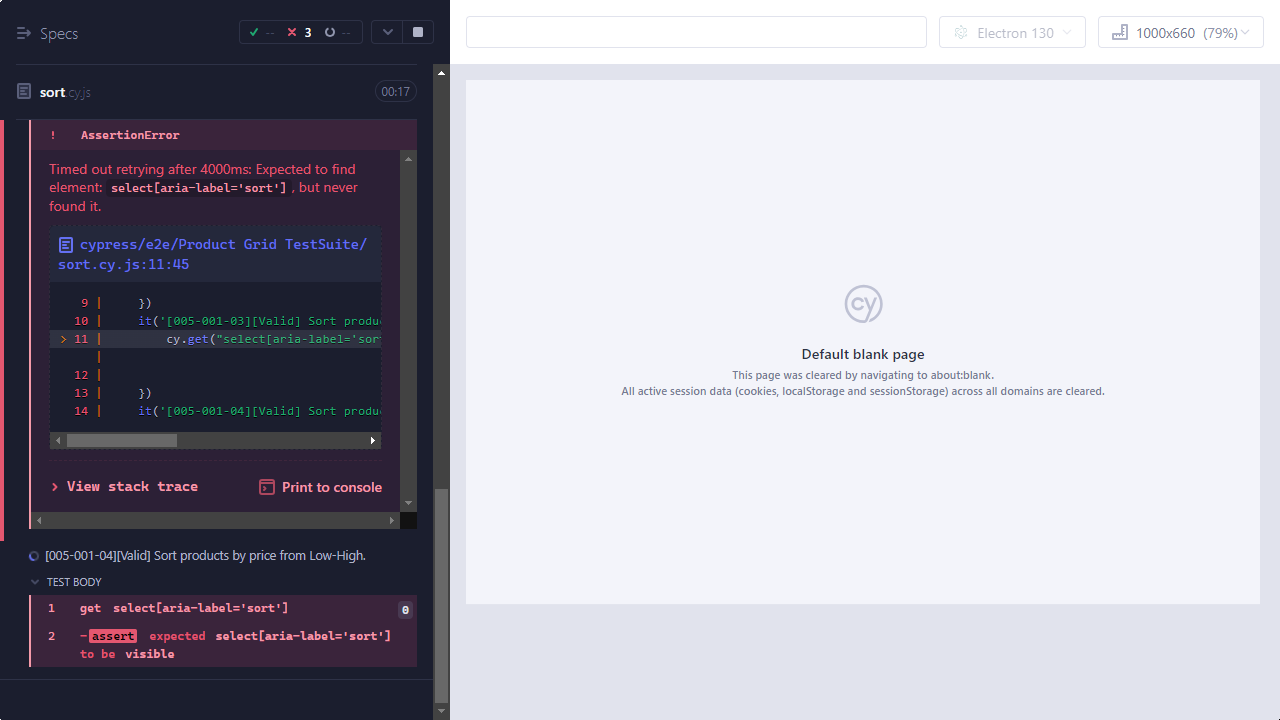 Specs
--
3
--
Electron 130
1000x660 (79%)
sort.cy.js
00:17
! AssertionError
Timed out retrying after 4000ms: Expected to find
element: select[aria-label='sort'] , but never
found it.
cypress/e2e/Product Grid TestSuite/
sort.cy.js:11:45
9 | })
10 | it('[005-001-03][Valid] Sort produ
> 11 | cy.get("select[aria-label='sor
|
12 |
13 | })
14 | it('[005-001-04][Valid] Sort produ
View stack trace
Print to console
[005-001-04][Valid] Sort products by price from Low-High.
TEST BODY
1 get select[aria-label='sort'] 0
2 -assert expected select[aria-label='sort']
to be visible
cy
Default blank page
This page was cleared by navigating to about:blank.
All active session data (cookies, localStorage and sessionStorage) across all domains are cleared.